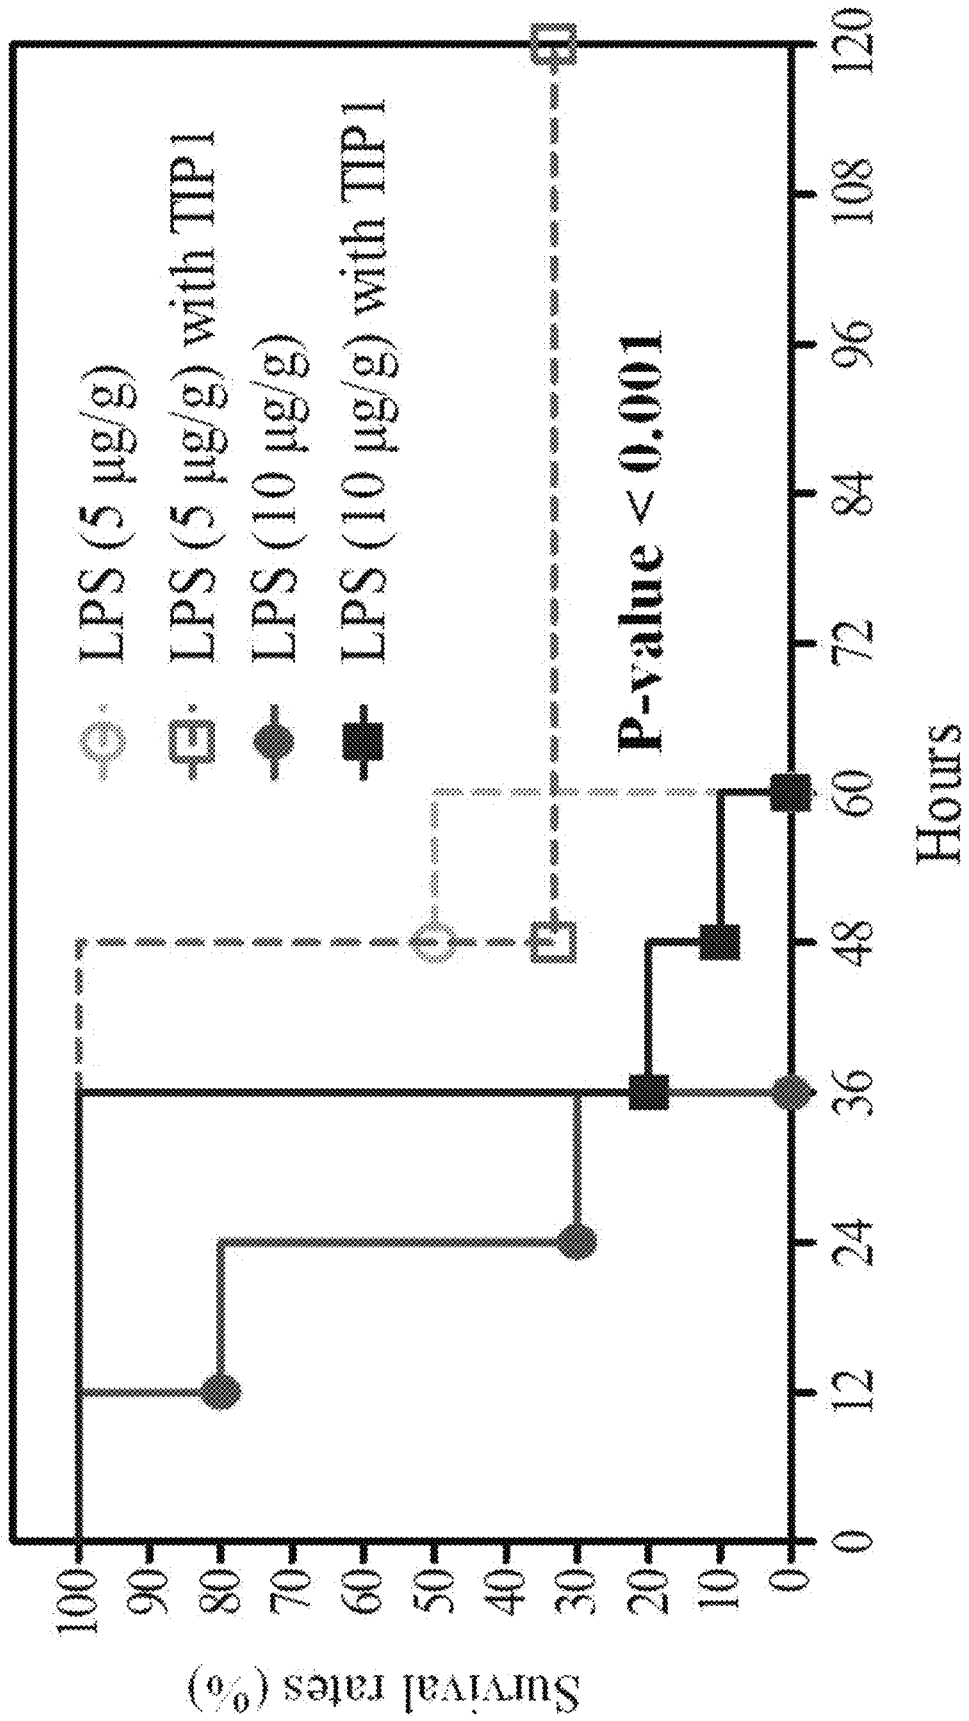 Survival rates (%)
100
90
80
70
60
50
40
30
20
10
0
LPS (5 μg/g)
LPS (5 μg/g) with TIP1
LPS (10 μg/g)
LPS (10 μg/g) with TIP1
P-value < 0.001
0 12 24 36 48 60 72 84 96 108 120
Hours